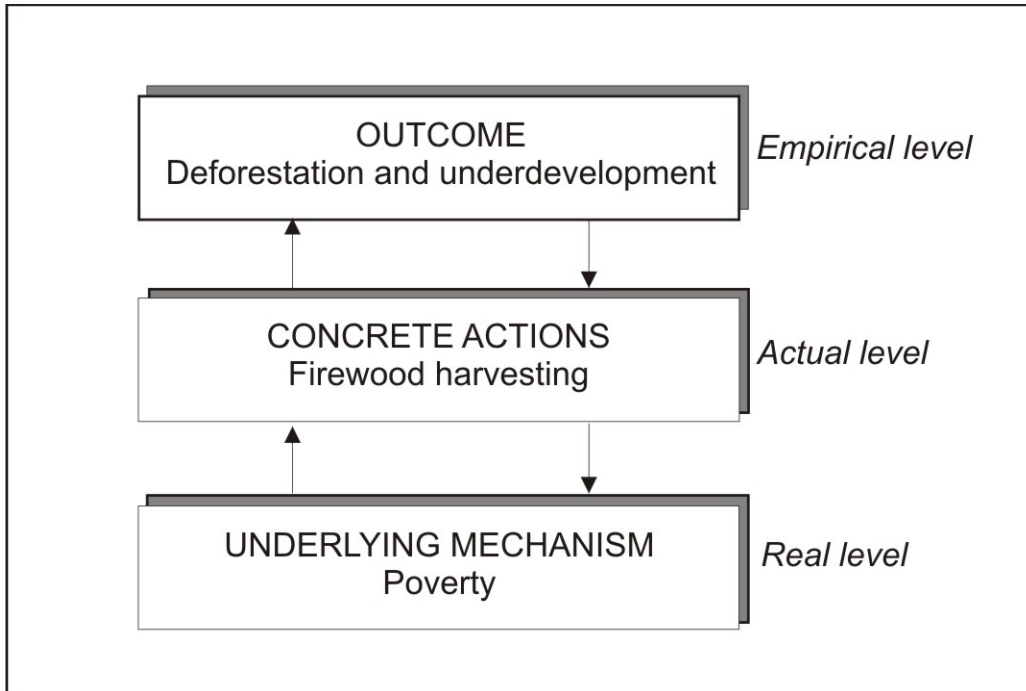 OUTCOME
Deforestation and underdevelopment
Empirical level
CONCRETE ACTIONS
Firewood harvesting
Actual level
UNDERLYING MECHANISM
Poverty
Real level